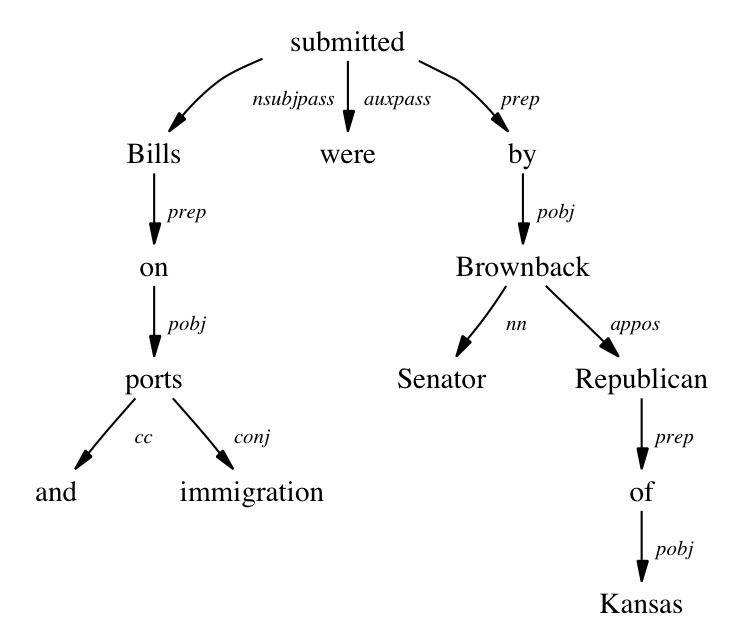 submitted
nsubjpass auxpass prep
Bills were by
prep pobj
on Brownback
pobj nn appos
ports Senator Republican
cc conj prep
and immigration of
pobj
Kansas